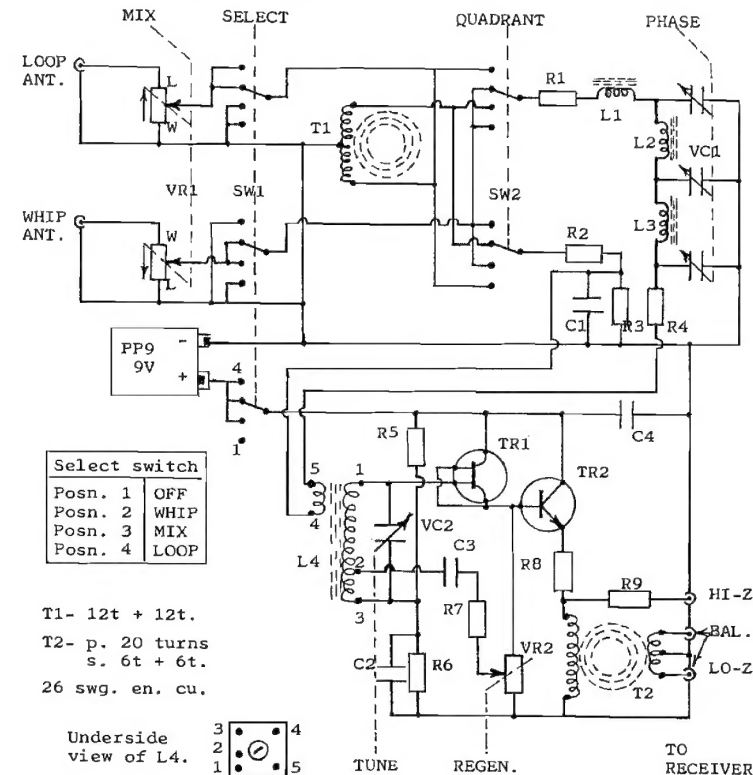 MIX SELECT QUADRANT PHASE
LOOP
ANT.
L
W
R1
L1
T1
L2
VC1
VR1 SW1 SW2
L3
WHIP
ANT.
W
L
R2
C1 R3 R4
PP9
9V
-
+
4
1
C4
R5
TR1
TR2
Select switch
Posn. 1 OFF
Posn. 2 WHIP
Posn. 3 MIX
Posn. 4 LOOP
5
4
1
2
3
L4
VC2
C3
R7
R8
R9
HI-Z
BAL.
LO-Z
T1- 12t + 12t.
T2- p. 20 turns
s. 6t + 6t.
26 swg. en. cu.
C2 R6
VR2
T2
Underside
view of L4.
3 4
2
1 5
TUNE REGEN. TO
RECEIVER